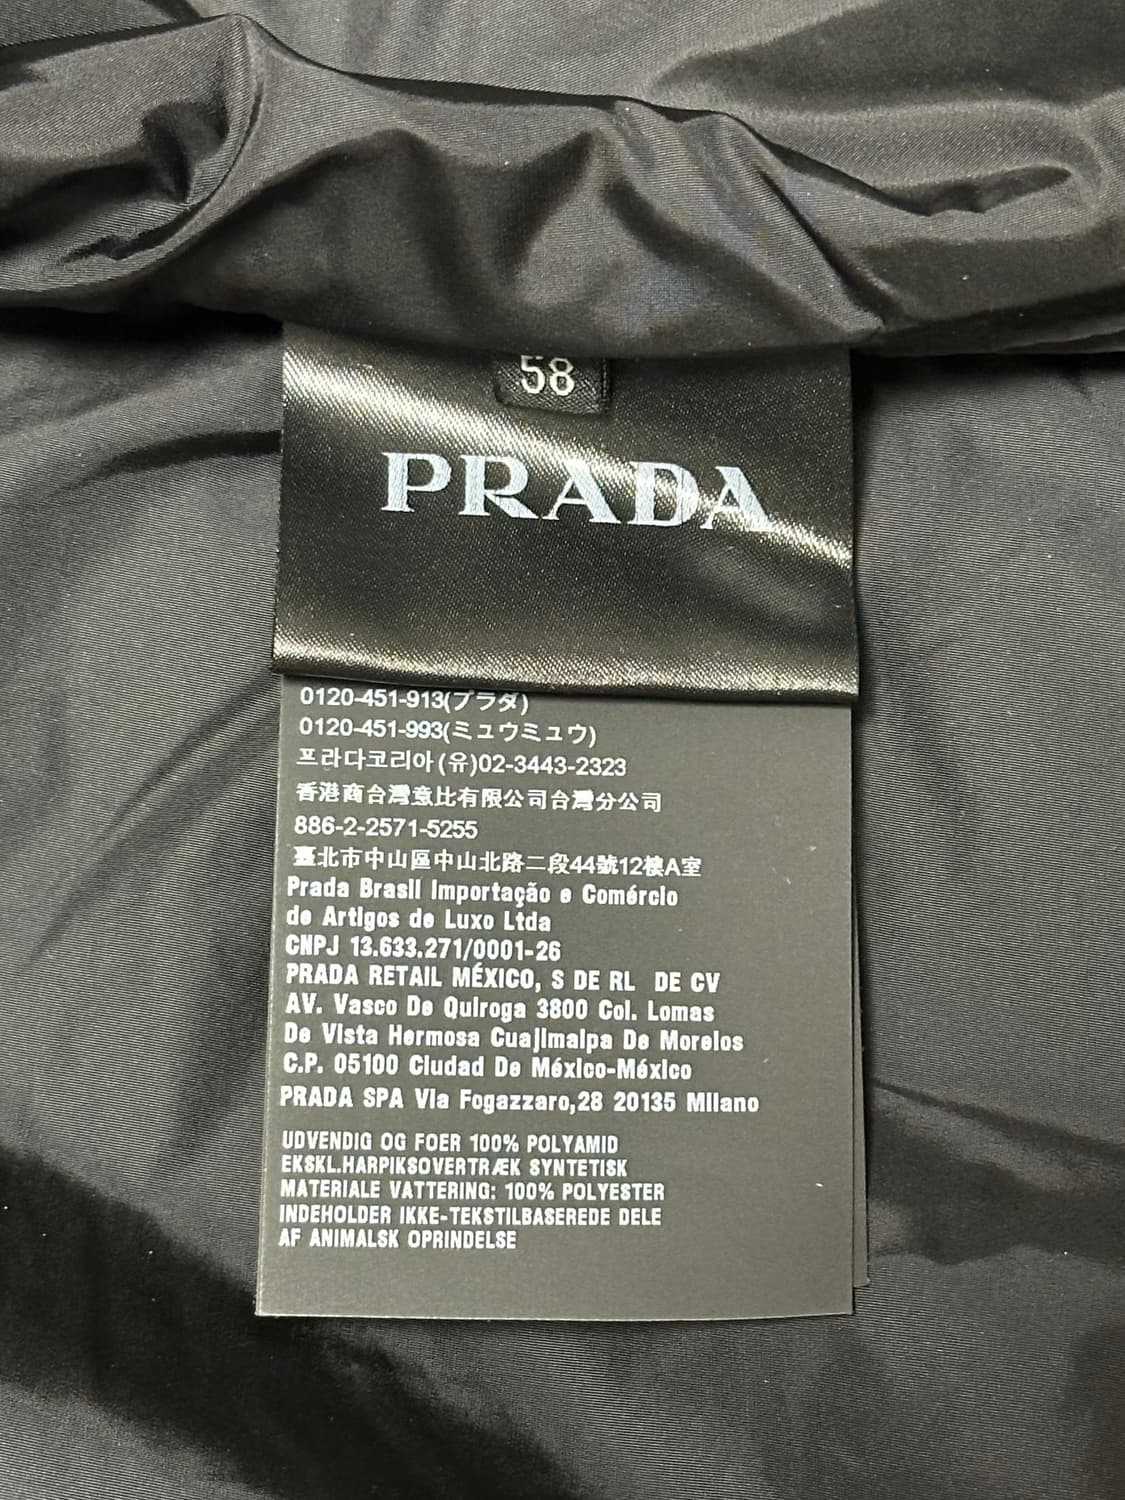 58
PRADA
0120-451-913(プラダ)
0120-451-993(ミュウミュウ)
프라다코리아(유)02-3443-2323
香港商台灣意比有限公司台灣分公司
886-2-2571-5255
臺北市中山區中山北路二段44號12樓A室
Prada Brasil Importação e Comércio
de Artigos de Luxo Ltda
CNPJ 13.633.271/0001-26
PRADA RETAIL MÉXICO, S DE RL DE CV
AV. Vasco De Quiroga 3800 Col. Lomas
De Vista Hermosa Cuajimalpa De Morelos
C.P. 05100 Ciudad De México-México
PRADA SPA Via Fogazzaro,28 20135 Milano
UDVENDIG OG FOER 100% POLYAMID
EKSKL.HARPIKSOVERTRÆK SYNTETISK
MATERIALE VATTERING: 100% POLYESTER
INDEHOLDER IKKE-TEKSTILBASEREDE DELE
AF ANIMALSK OPRINDELSE